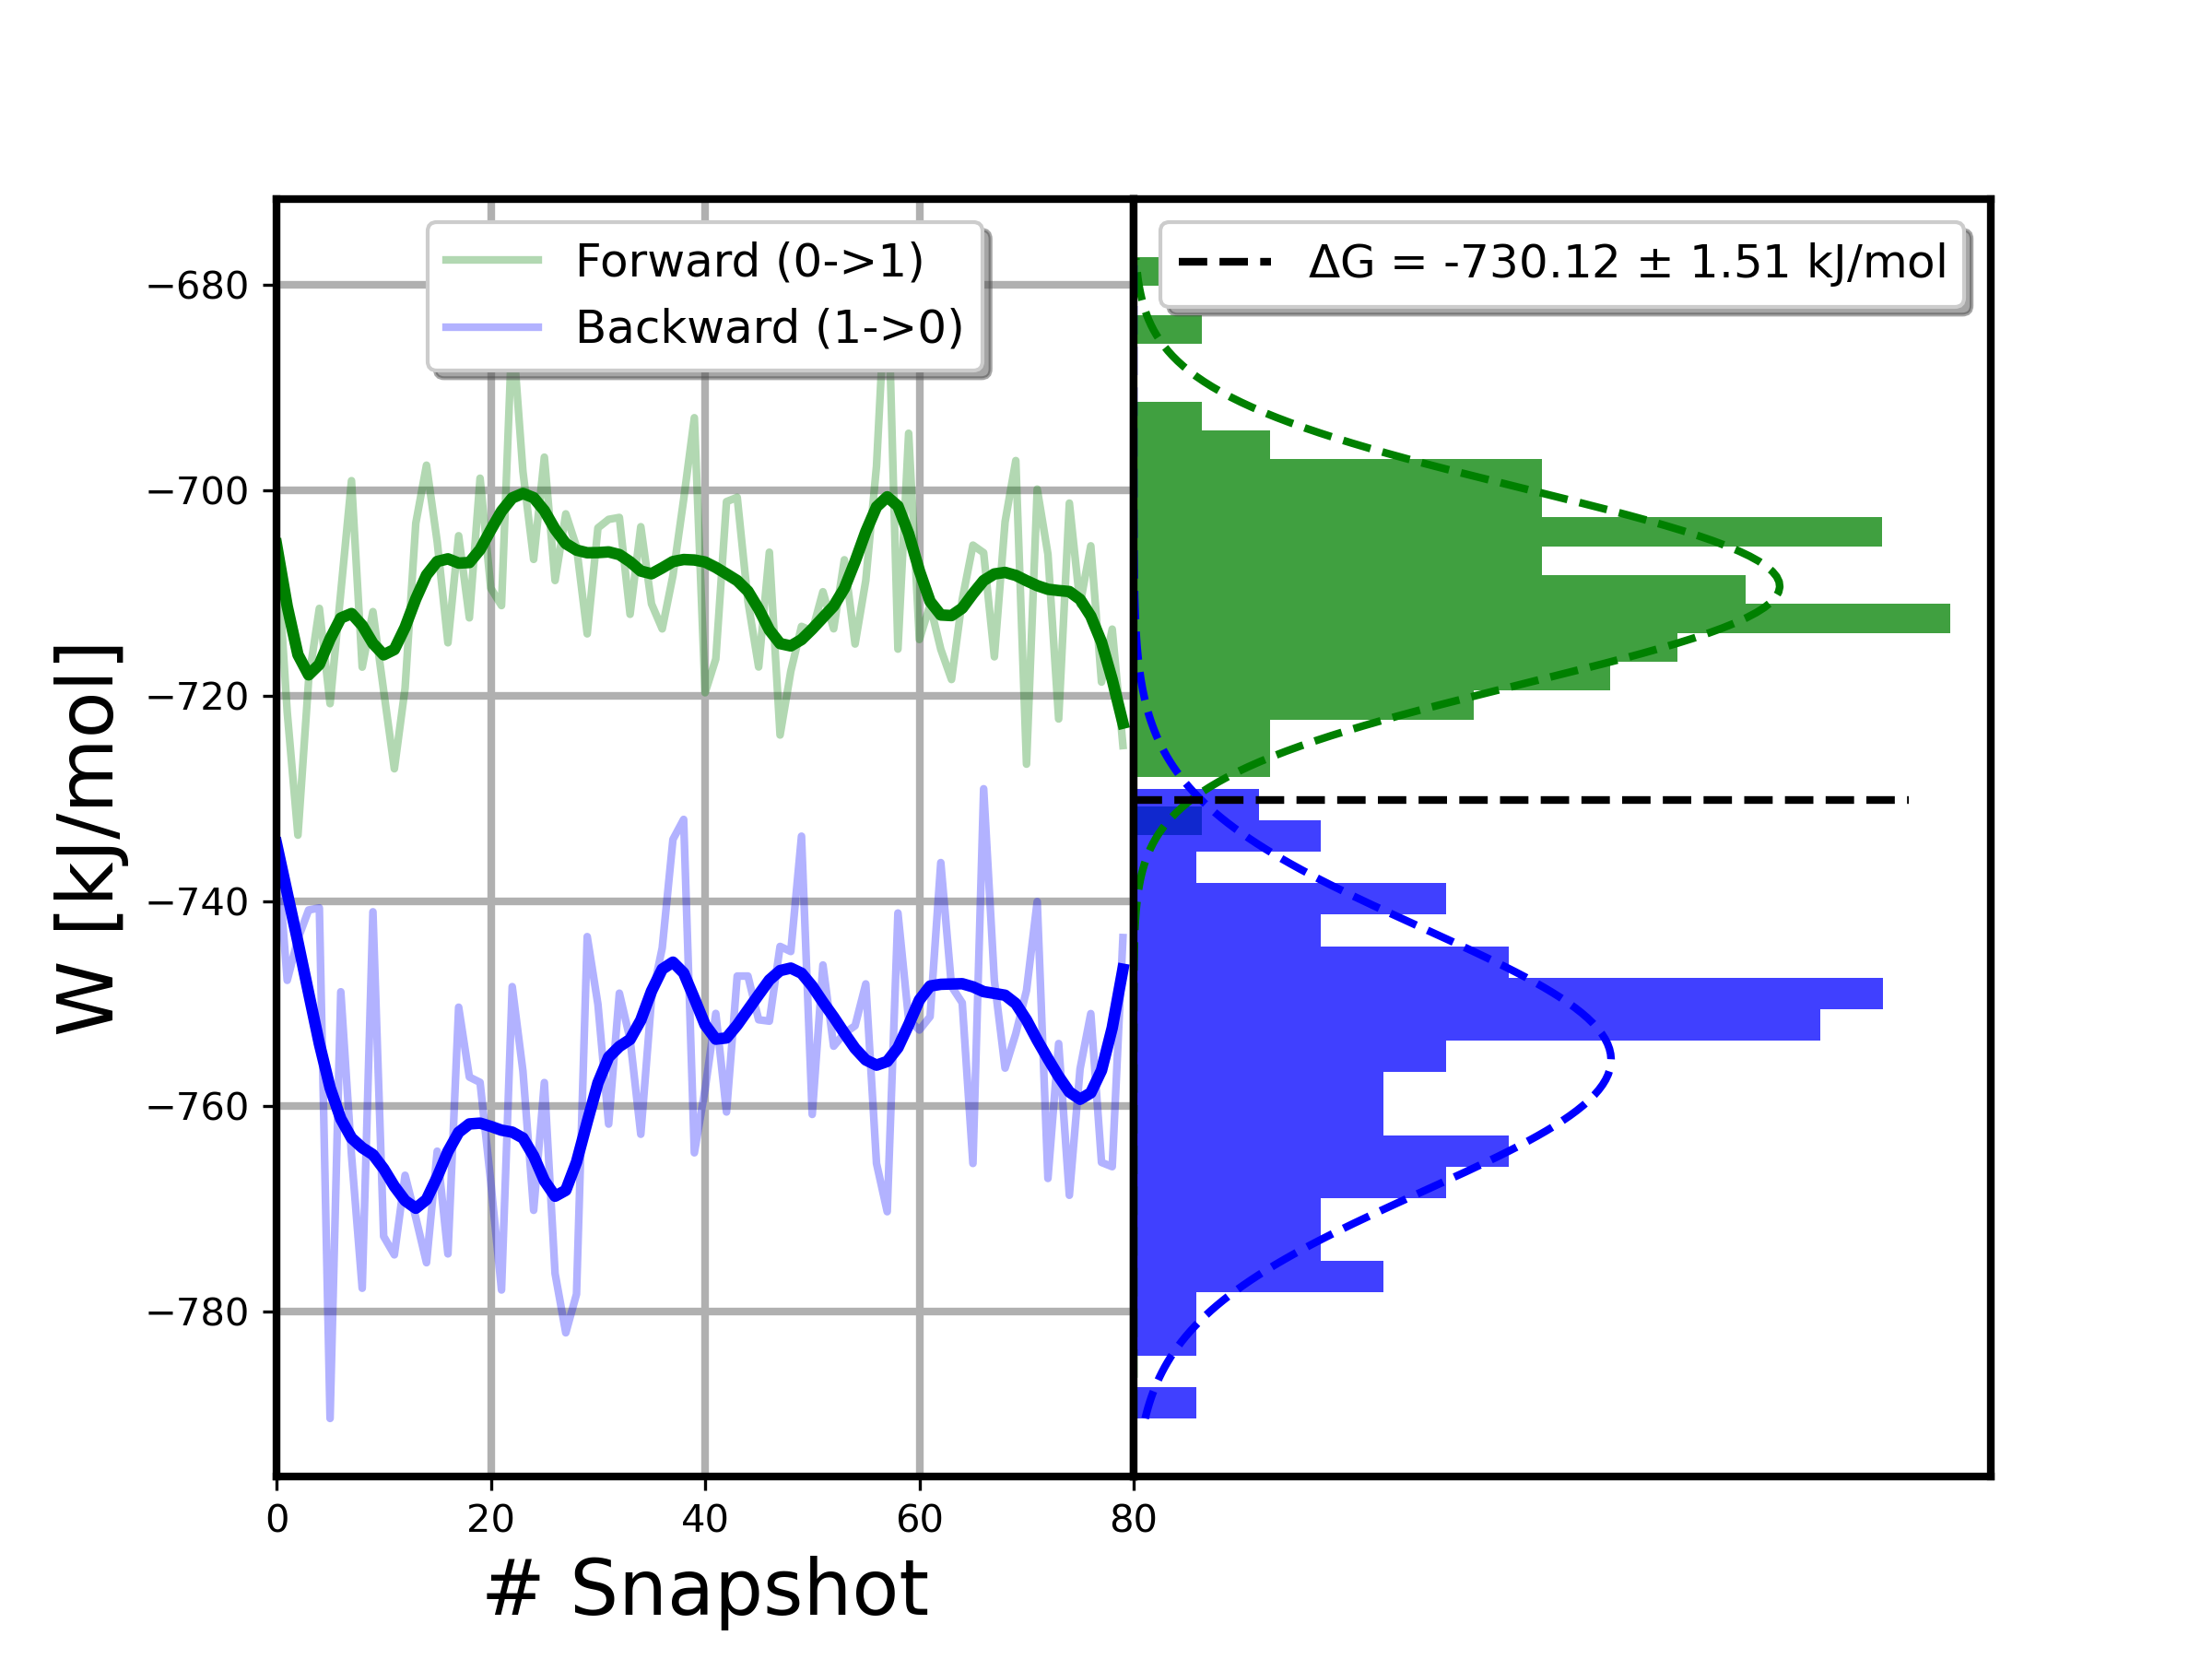 Forward (0->1)
Backward (1->0)
ΔG = -730.12 ± 1.51 kJ/mol
W [kJ/mol]
−680
−700
−720
−740
−760
−780
0
20
40
60
80
# Snapshot